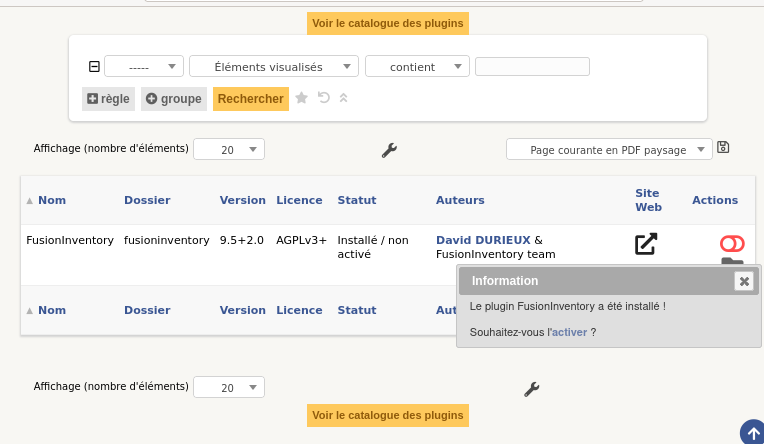 Voir le catalogue des plugins
----- Éléments visualisés contient
règle groupe Rechercher
Affichage (nombre d'éléments) 20 Page courante en PDF paysage
Nom Dossier Version Licence Statut Auteurs Site Web Actions
FusionInventory fusioninventory 9.5+2.0 AGPLv3+ Installé / non activé David DURIEUX & FusionInventory team
Nom Dossier Version Licence Statut
Information
Le plugin FusionInventory a été installé !
Souhaitez-vous l'activer ?
Affichage (nombre d'éléments) 20
Voir le catalogue des plugins